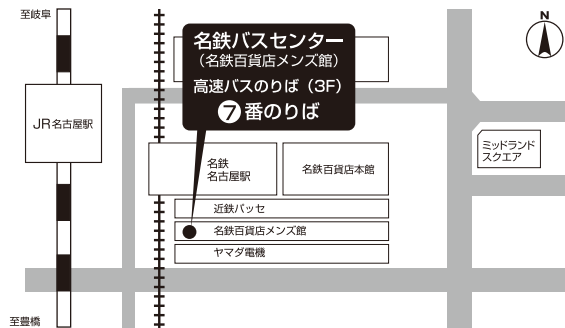 至岐阜
名鉄バスセンター
（名鉄百貨店メンズ館）
高速バスのりば（3F）
7番のりば
N
JR名古屋駅
ミッドランド
スクエア
名鉄
名古屋駅
名鉄百貨店本館
近鉄パッセ
名鉄百貨店メンズ館
ヤマダ電機
至豊橋